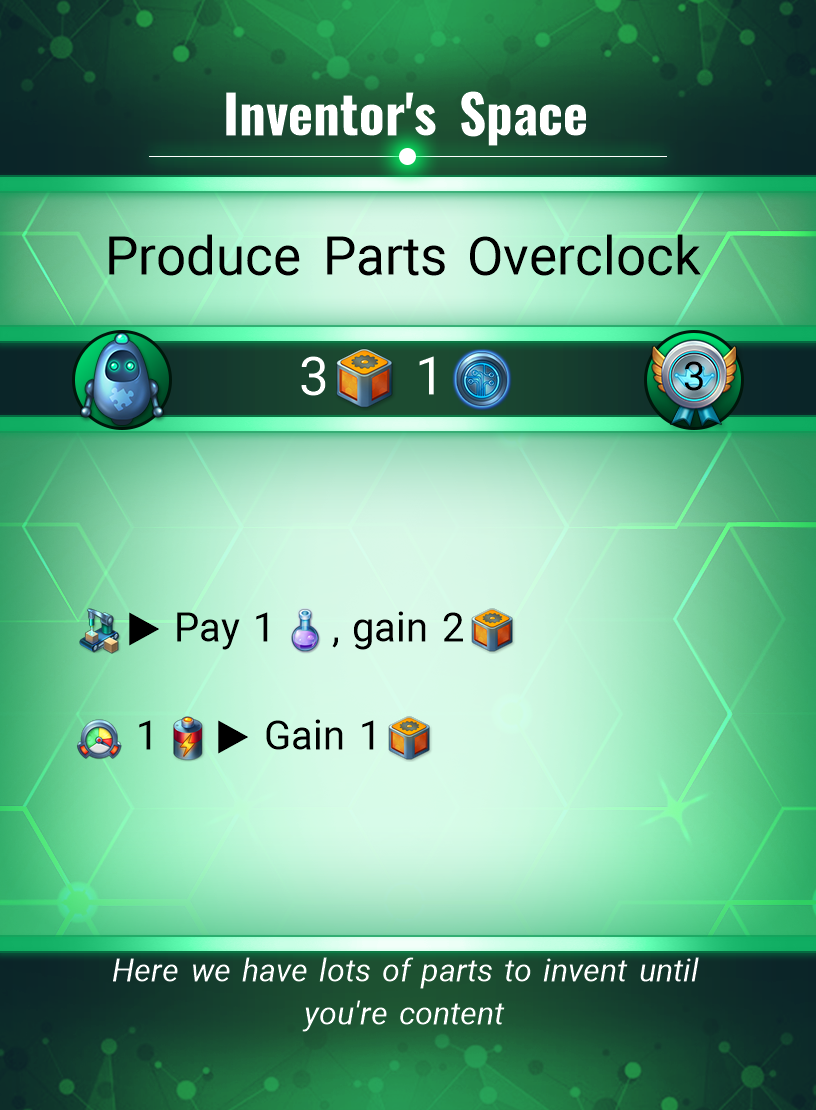 Inventor's Space
Produce Parts Overclock
3 1 3
▶ Pay 1 , gain 2
1 ▶ Gain 1
Here we have lots of parts to invent until
you're content